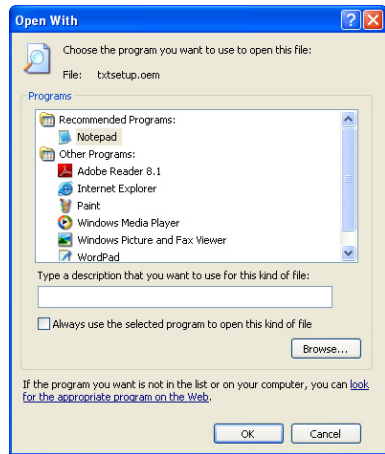 Open With
Choose the program you want to use to open this file:
File: txtsetup.oem
Programs
Recommended Programs:
Notepad
Other Programs:
Adobe Reader 8.1
Internet Explorer
Paint
Windows Media Player
Windows Picture and Fax Viewer
WordPad
Type a description that you want to use for this kind of file:
Always use the selected program to open this kind of file
Browse...
If the program you want is not in the list or on your computer, you can look
for the appropriate program on the Web.
OK Cancel